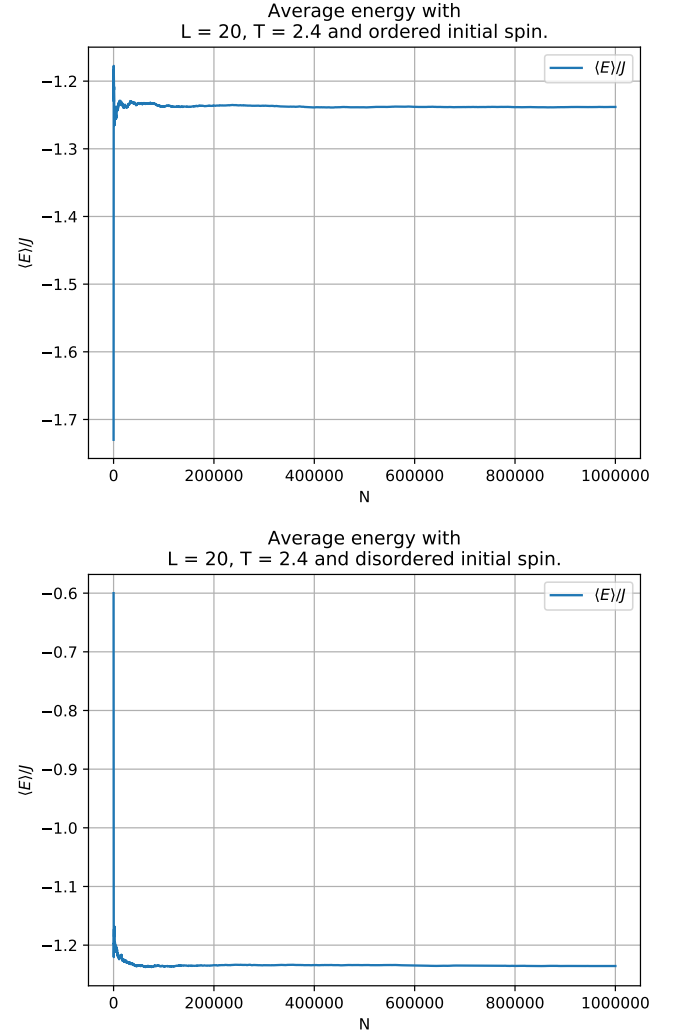 Average energy with
L = 20, T = 2.4 and ordered initial spin.
⟨E⟩/J
−1.2
−1.3
−1.4
−1.5
−1.6
−1.7
⟨E⟩/J
0 200000 400000 600000 800000 1000000
N
Average energy with
L = 20, T = 2.4 and disordered initial spin.
⟨E⟩/J
−0.6
−0.7
−0.8
−0.9
−1.0
−1.1
−1.2
⟨E⟩/J
0 200000 400000 600000 800000 1000000
N